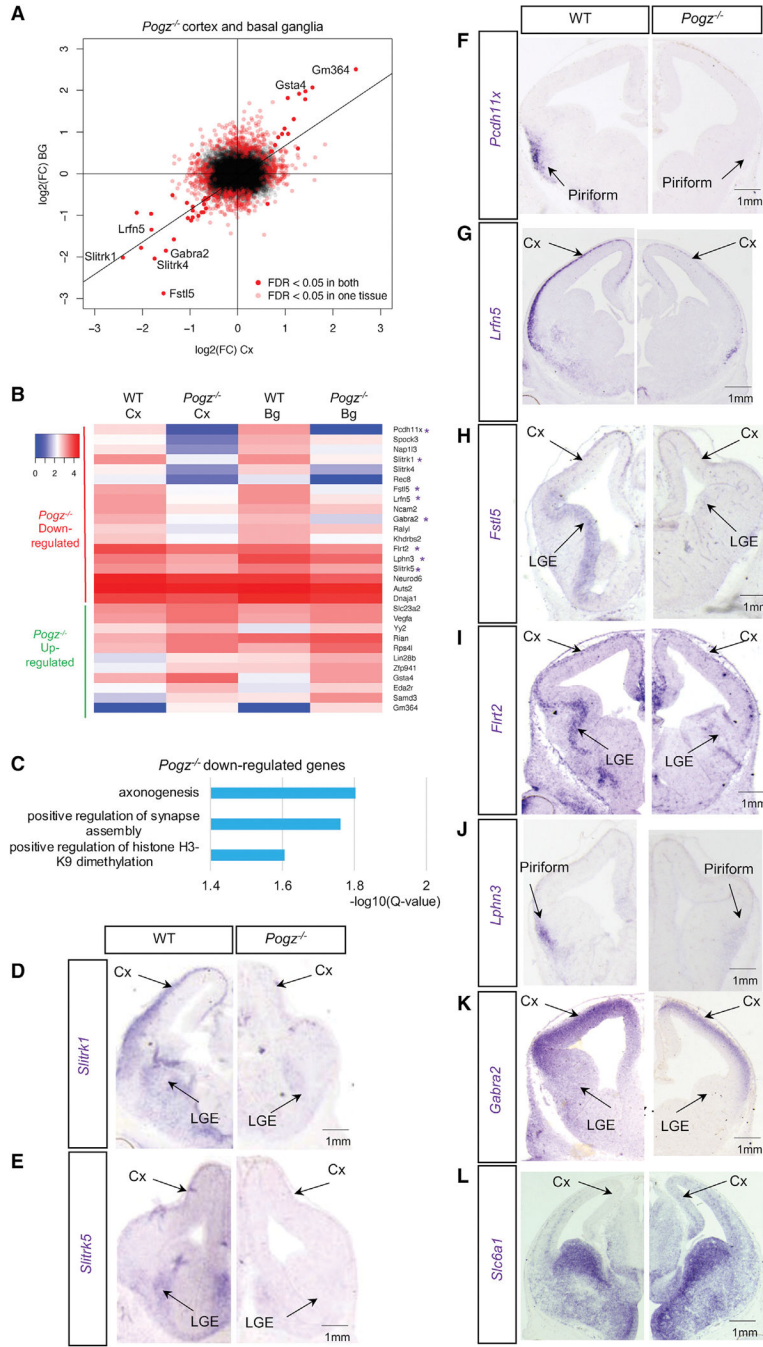 A
Pogz-/- cortex and basal ganglia
log2(FC) BG
3
2
1
0
−1
−2
−3
Gm364
Gsta4
Lrfn5
Slitrk1
Gabra2
Slitrk4
Fstl5
FDR < 0.05 in both
FDR < 0.05 in one tissue
−3 −2 −1 0 1 2 3
log2(FC) Cx
B
WT Cx
Pogz-/- Cx
WT Bg
Pogz-/- Bg
0 2 4
Pogz-/- Down-regulated
Pogz-/- Up-regulated
Pcdh11x *
Spock3
Nap1l3
Slitrk1 *
Slitrk4
Rec8
Fstl5 *
Lrfn5 *
Ncam2
Gabra2 *
Ralyl
Khdrbs2
Flrt2 *
Lphn3 *
Slitrk5 *
Neurod6
Auts2
Dnaja1
Slc23a2
Vegfa
Yy2
Rian
Rps4l
Lin28b
Zfp941
Gsta4
Eda2r
Samd3
Gm364
C
Pogz-/- down-regulated genes
axonogenesis
positive regulation of synapse
assembly
positive regulation of histone H3-
K9 dimethylation
1.4 1.6 1.8 2
-log10(Q-value)
WT
Pogz-/-
D
Slitrk1
Cx
Cx
LGE
LGE
1mm
E
Slitrk5
Cx
Cx
LGE
LGE
1mm
WT
Pogz-/-
F
Pcdh11x
Piriform
Piriform
1mm
G
Lrfn5
Cx
Cx
1mm
H
Fstl5
Cx
Cx
LGE
LGE
1mm
I
Flrt2
Cx
Cx
LGE
LGE
1mm
J
Lphn3
Piriform
Piriform
1mm
K
Gabra2
Cx
Cx
LGE
LGE
1mm
L
Slc6a1
Cx
Cx
1mm